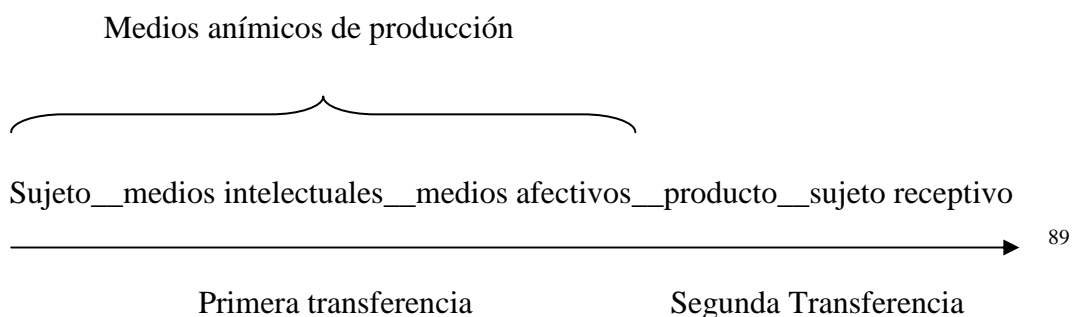 Medios anímicos de producción
Sujeto__medios intelectuales__medios afectivos__producto__sujeto receptivo
89
Primera transferencia Segunda Transferencia